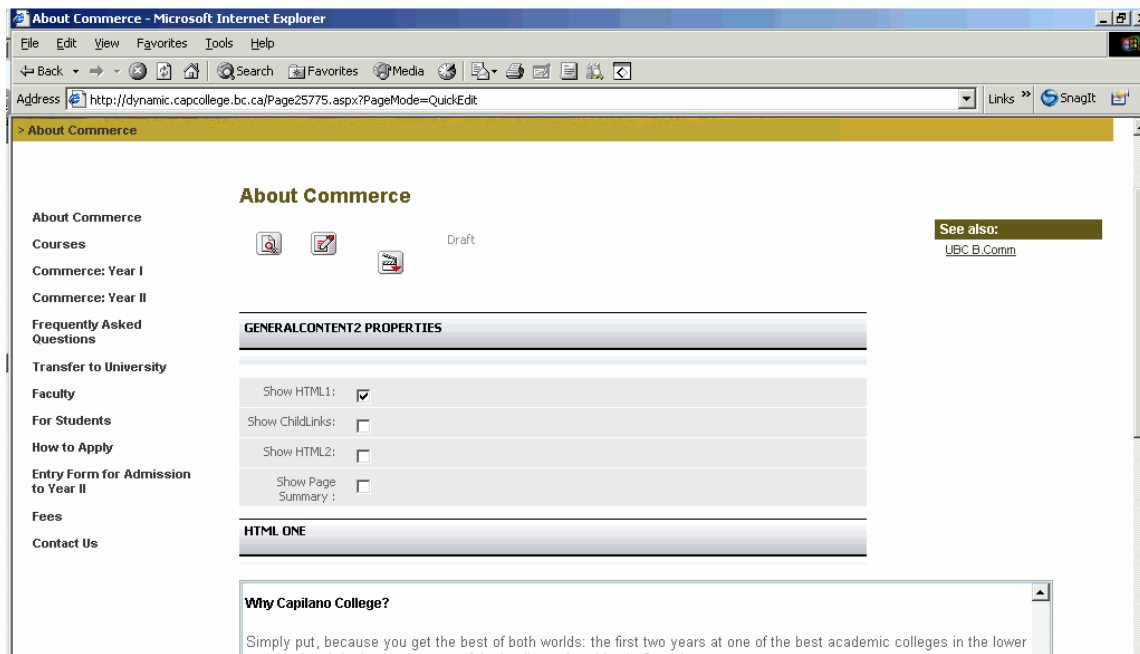 About Commerce - Microsoft Internet Explorer
File Edit View Favorites Tools Help
Back Search Favorites Media
Address http://dynamic.capcollege.bc.ca/Page25775.aspx?PageMode=QuickEdit Links » SnagIt
> About Commerce
About Commerce
Courses
Commerce: Year I
Commerce: Year II
Frequently Asked
Questions
Transfer to University
Faculty
For Students
How to Apply
Entry Form for Admission
to Year II
Fees
Contact Us
About Commerce
Draft
GENERALCONTENT2 PROPERTIES
Show HTML1:
Show ChildLinks:
Show HTML2:
Show Page
Summary :
HTML ONE
Why Capilano College?
Simply put, because you get the best of both worlds: the first two years at one of the best academic colleges in the lower
See also:
UBC B.Comm